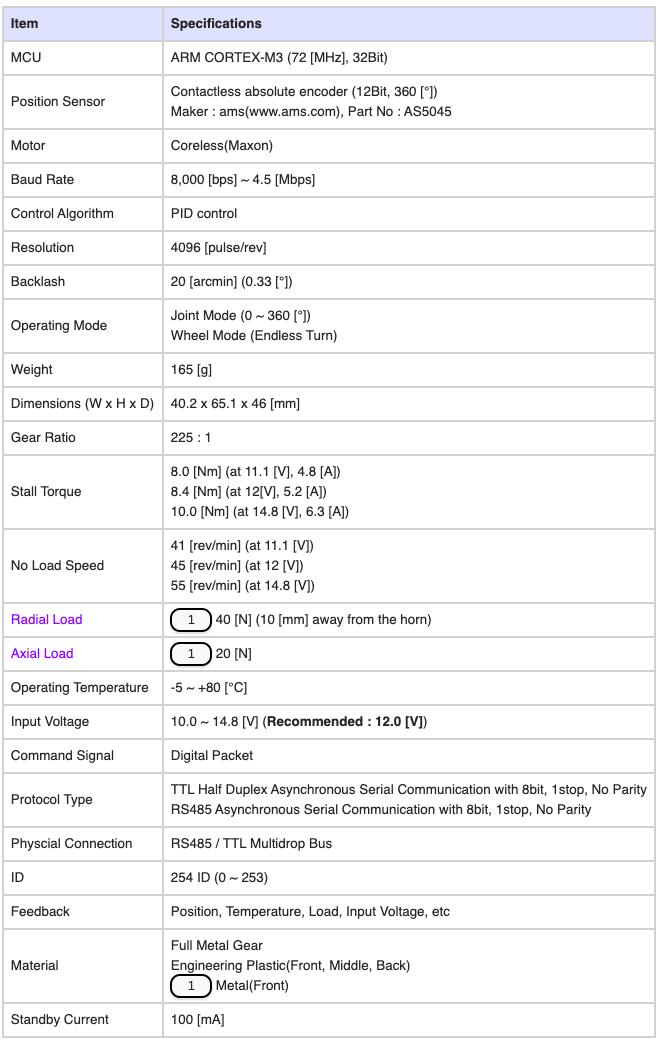 Item Specifications
MCU ARM CORTEX-M3 (72 [MHz], 32Bit)
Position Sensor Contactless absolute encoder (12Bit, 360 [°])
Maker : ams(www.ams.com), Part No : AS5045
Motor Coreless(Maxon)
Baud Rate 8,000 [bps] ~ 4.5 [Mbps]
Control Algorithm PID control
Resolution 4096 [pulse/rev]
Backlash 20 [arcmin] (0.33 [°])
Operating Mode Joint Mode (0 ~ 360 [°])
Wheel Mode (Endless Turn)
Weight 165 [g]
Dimensions (W x H x D) 40.2 x 65.1 x 46 [mm]
Gear Ratio 225 : 1
Stall Torque 8.0 [Nm] (at 11.1 [V], 4.8 [A])
8.4 [Nm] (at 12[V], 5.2 [A])
10.0 [Nm] (at 14.8 [V], 6.3 [A])
No Load Speed 41 [rev/min] (at 11.1 [V])
45 [rev/min] (at 12 [V])
55 [rev/min] (at 14.8 [V])
Radial Load 1 40 [N] (10 [mm] away from the horn)
Axial Load 1 20 [N]
Operating Temperature -5 ~ +80 [°C]
Input Voltage 10.0 ~ 14.8 [V] (Recommended : 12.0 [V])
Command Signal Digital Packet
Protocol Type TTL Half Duplex Asynchronous Serial Communication with 8bit, 1stop, No Parity
RS485 Asynchronous Serial Communication with 8bit, 1stop, No Parity
Physcial Connection RS485 / TTL Multidrop Bus
ID 254 ID (0 ~ 253)
Feedback Position, Temperature, Load, Input Voltage, etc
Material Full Metal Gear
Engineering Plastic(Front, Middle, Back)
1 Metal(Front)
Standby Current 100 [mA]